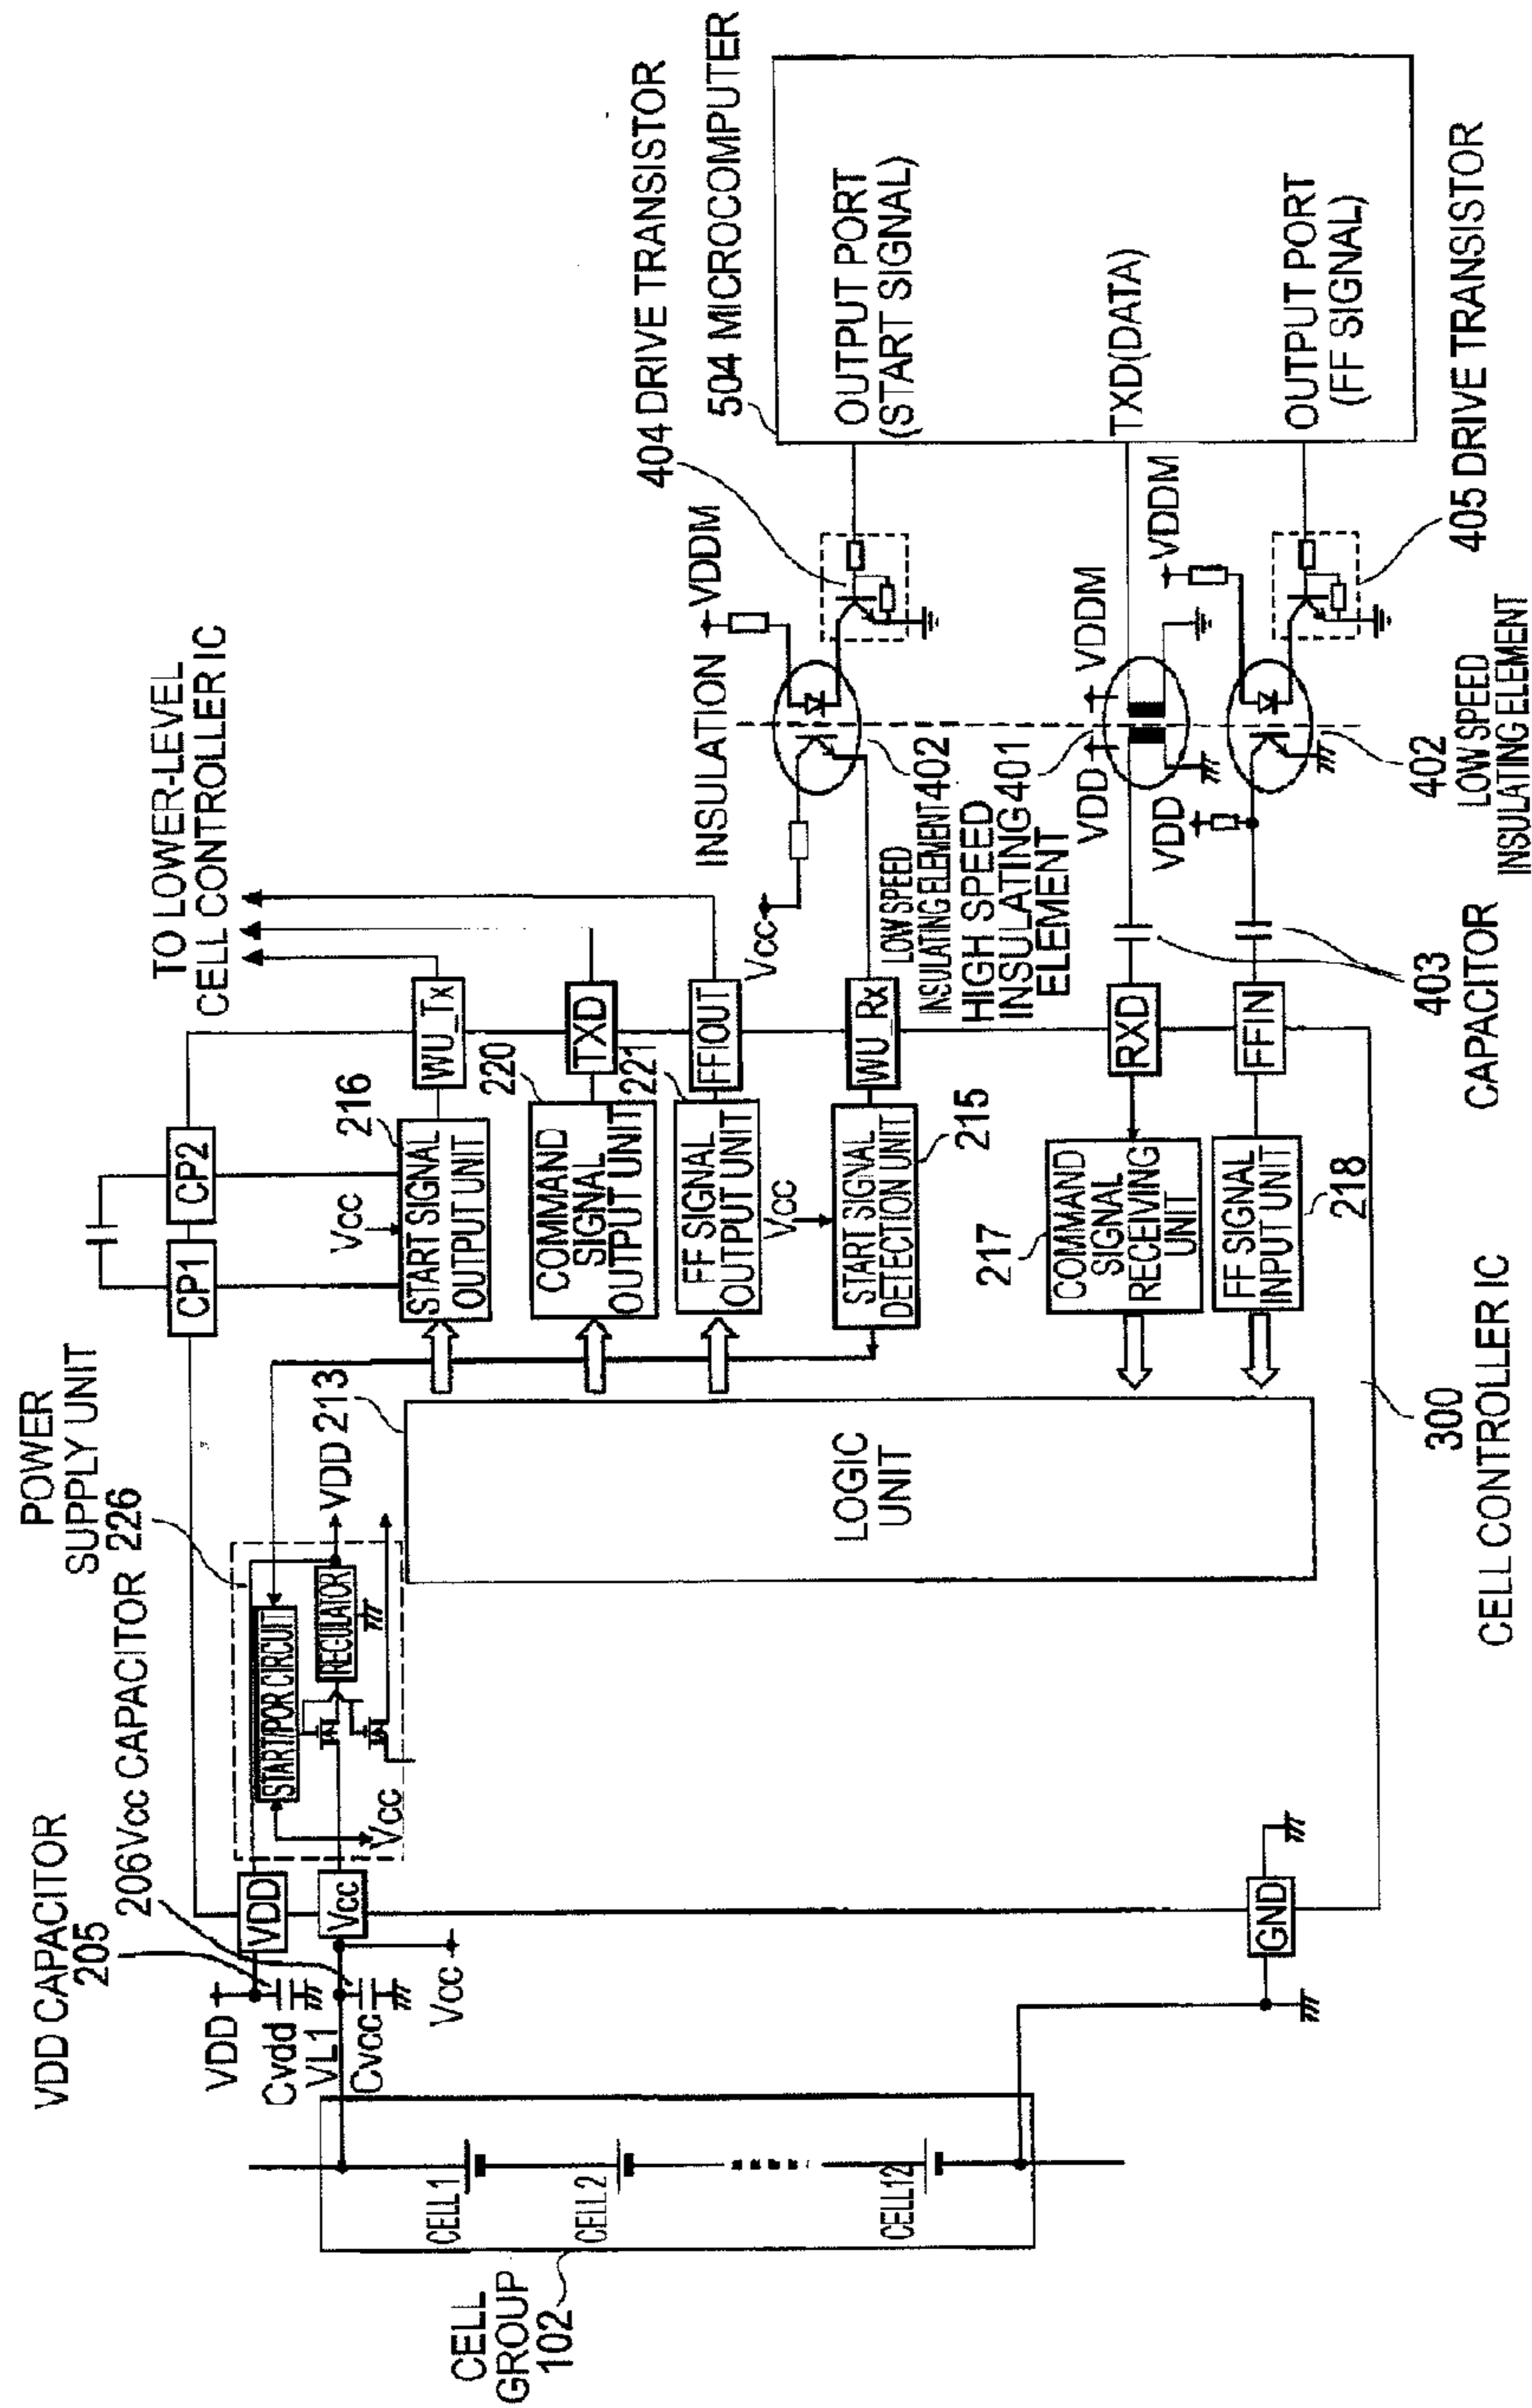 VDD CAPACITOR
205
206 Vcc CAPACITOR
POWER
SUPPLY UNIT
226
TO LOWER-LEVEL
CELL CONTROLLER IC
VDD
Cvdd
VL1
Cvcc
Vcc
VDD
Vcc
GND
START/POR CIRCUIT
REGULATOR
Vcc
VDD
213
LOGIC
UNIT
CP1
CP2
Vcc
216
START SIGNAL
OUTPUT UNIT
WU_Tx
220
COMMAND
SIGNAL
OUTPUT UNIT
TXD
221
FF SIGNAL
OUTPUT UNIT
FFIOUT
Vcc
START SIGNAL
DETECTION UNIT
215
WU_Rx
217
COMMAND
SIGNAL
RECEIVING
UNIT
RXD
FF SIGNAL
INPUT UNIT
218
FFIN
300
CELL CONTROLLER IC
CELL
GROUP
102
CELL1
CELL2
CELL12
INSULATION
VDDM
Vcc
LOW SPEED
INSULATING ELEMENT 402
HIGH SPEED
INSULATING 401
ELEMENT
VDD
VDDM
VDD
VDDM
403
CAPACITOR
402
LOW SPEED
INSULATING ELEMENT
404 DRIVE TRANSISTOR
504 MICROCOMPUTER
OUTPUT PORT
(START SIGNAL)
TXD(DATA)
OUTPUT PORT
(FF SIGNAL)
405 DRIVE TRANSISTOR